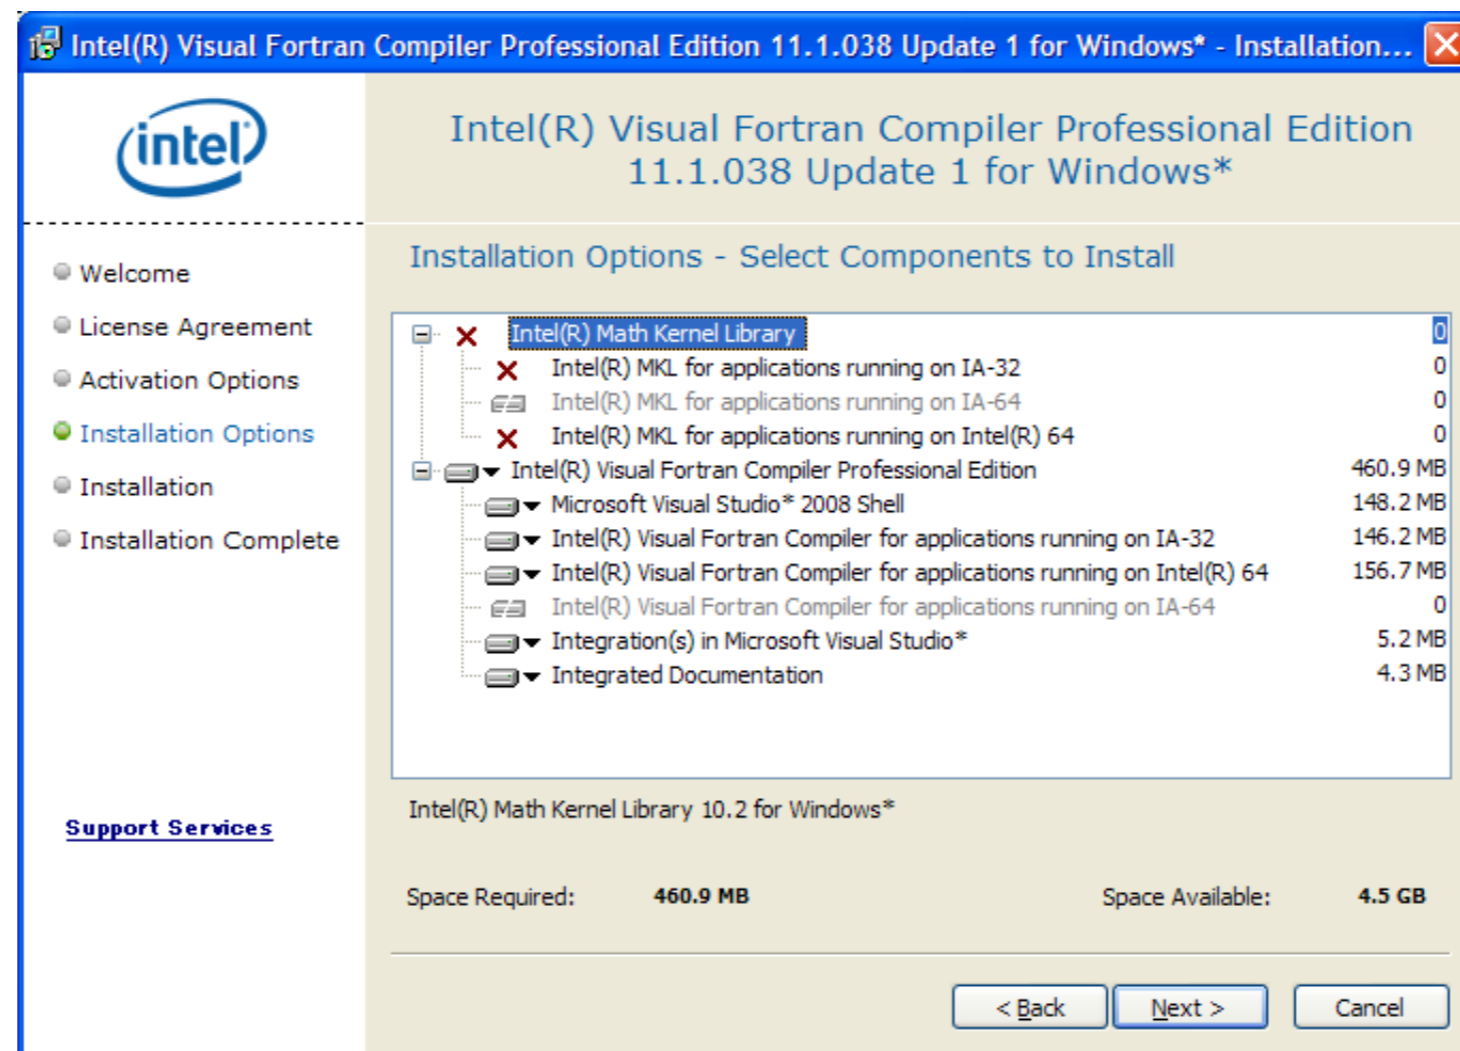 Intel(R) Visual Fortran Compiler Professional Edition 11.1.038 Update 1 for Windows* - Installation...
intel
Intel(R) Visual Fortran Compiler Professional Edition
11.1.038 Update 1 for Windows*
Welcome
License Agreement
Activation Options
Installation Options
Installation
Installation Complete
Support Services
Installation Options - Select Components to Install
Intel(R) Math Kernel Library 0
Intel(R) MKL for applications running on IA-32 0
Intel(R) MKL for applications running on IA-64 0
Intel(R) MKL for applications running on Intel(R) 64 0
Intel(R) Visual Fortran Compiler Professional Edition 460.9 MB
Microsoft Visual Studio* 2008 Shell 148.2 MB
Intel(R) Visual Fortran Compiler for applications running on IA-32 146.2 MB
Intel(R) Visual Fortran Compiler for applications running on Intel(R) 64 156.7 MB
Intel(R) Visual Fortran Compiler for applications running on IA-64 0
Integration(s) in Microsoft Visual Studio* 5.2 MB
Integrated Documentation 4.3 MB
Intel(R) Math Kernel Library 10.2 for Windows*
Space Required: 460.9 MB Space Available: 4.5 GB
< Back Next > Cancel